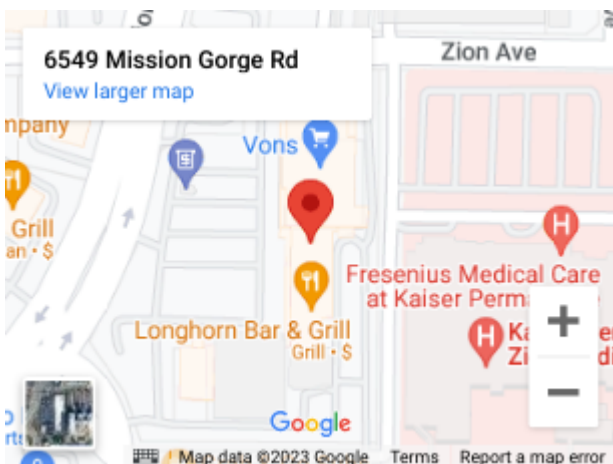 6549 Mission Gorge Rd
View larger map
Zion Ave
Vons
Grill
Fresenius Medical Care
at Kaiser
Longhorn Bar & Grill
Grill • $
Google
Map data ©2023 Google
Terms
Report a map error